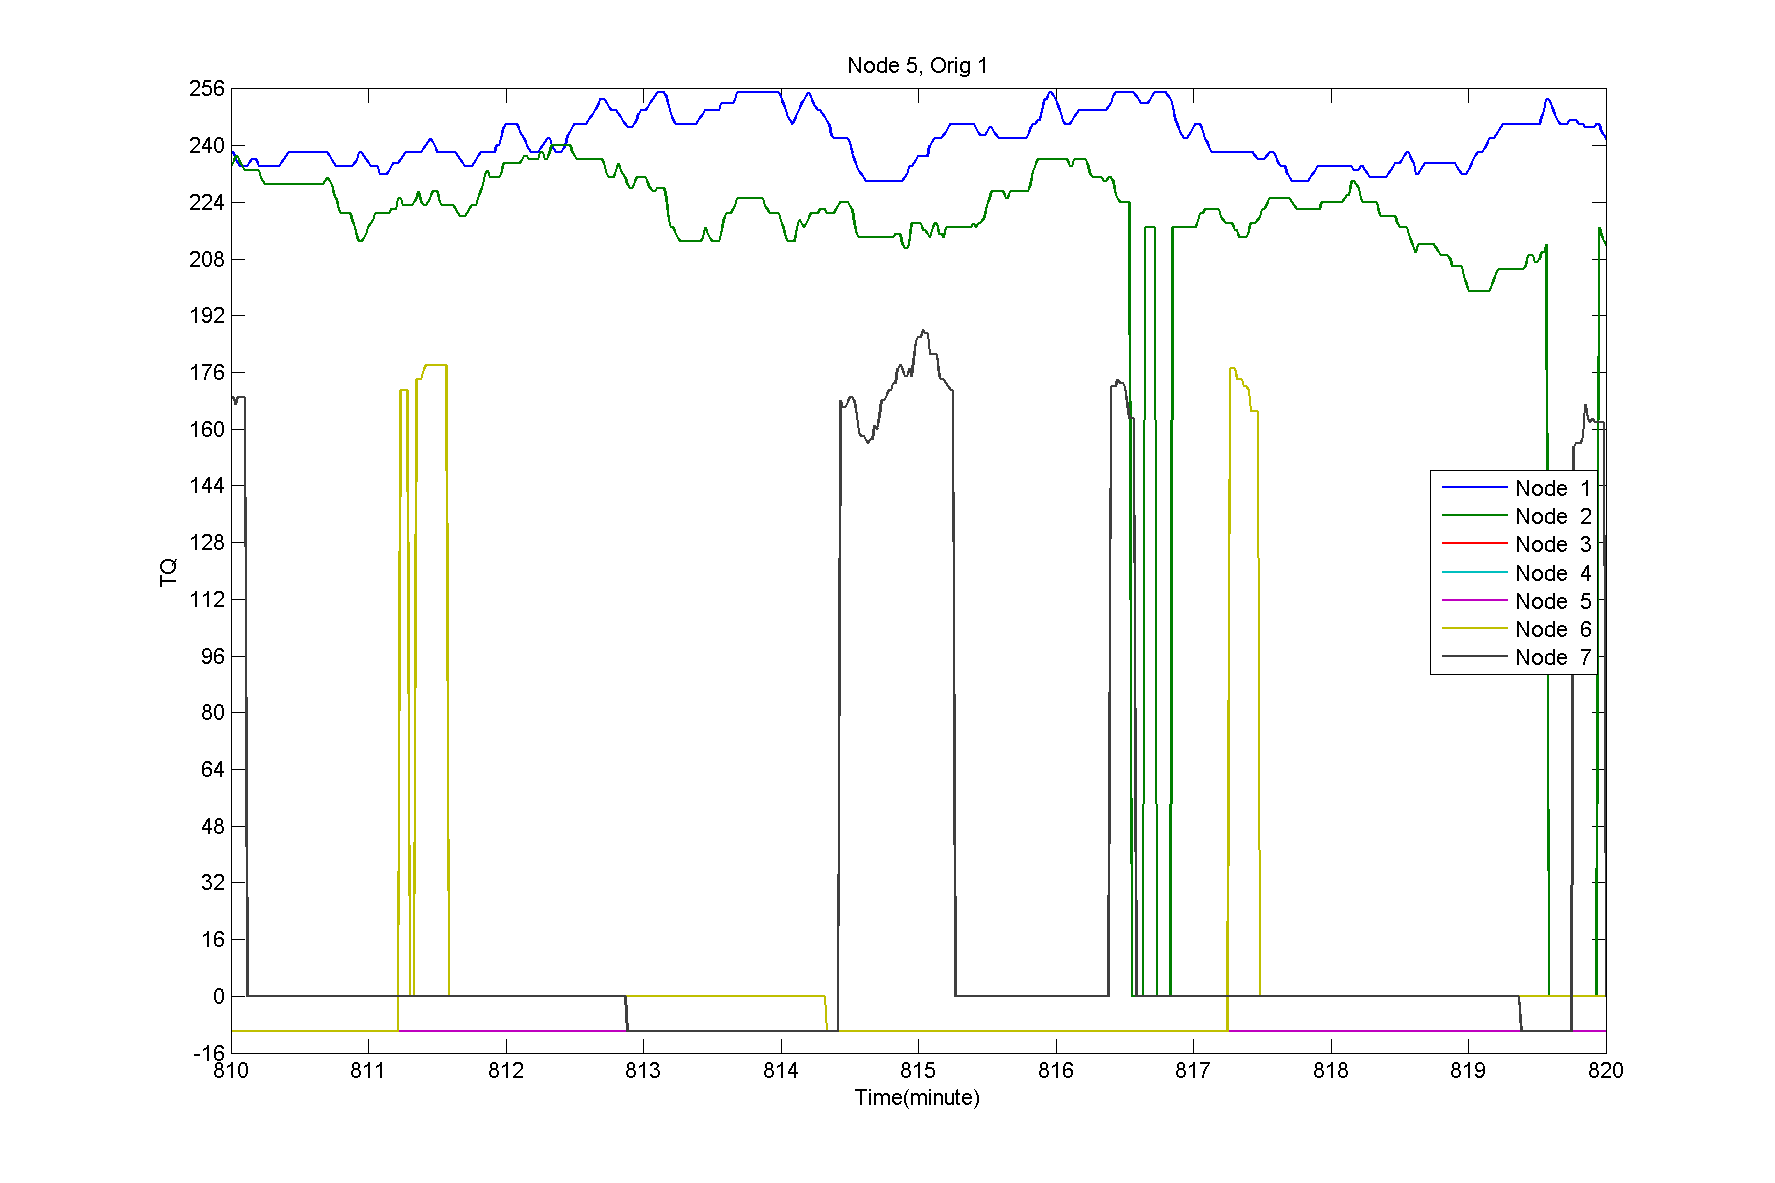 Node 5, Orig 1
256
240
224
208
192
176
160
144
128
112
96
80
64
48
32
16
0
-16
TQ
Node 1
Node 2
Node 3
Node 4
Node 5
Node 6
Node 7
810 811 812 813 814 815 816 817 818 819 820
Time(minute)